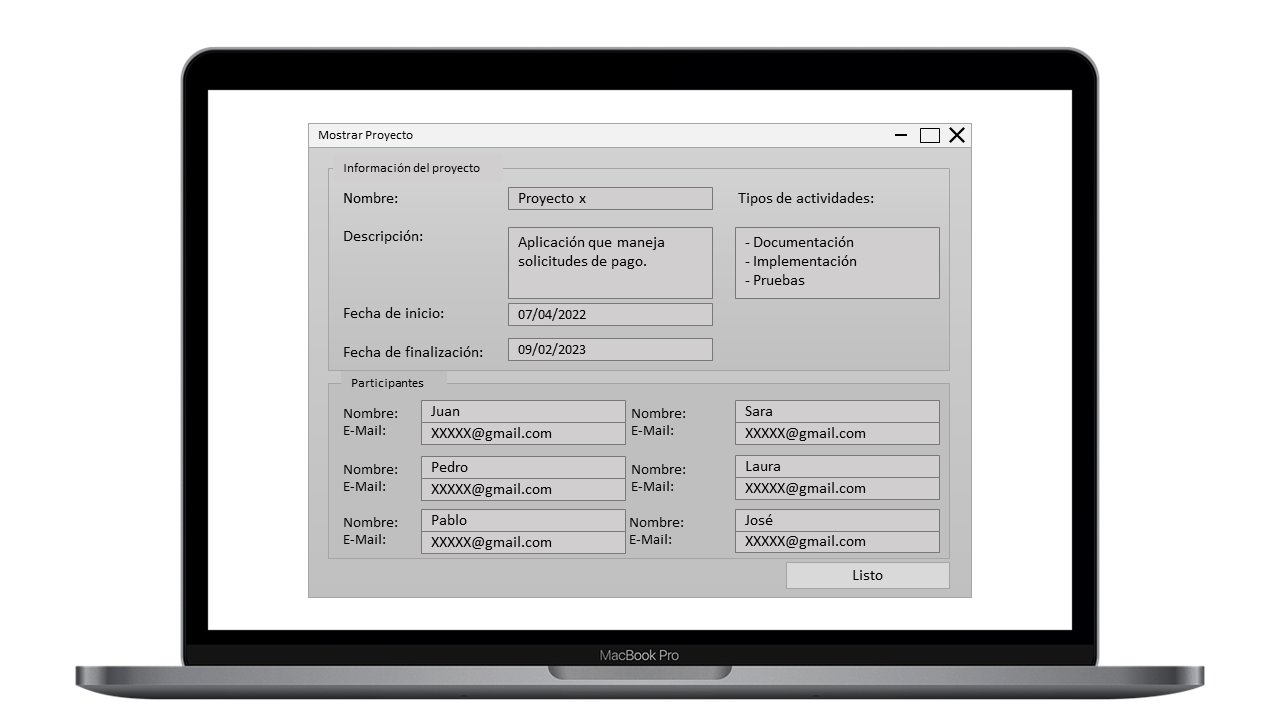 Mostrar Proyecto
Información del proyecto
Nombre: Proyecto x Tipos de actividades:
Descripción:
Aplicación que maneja
solicitudes de pago.
- Documentación
- Implementación
- Pruebas
Fecha de inicio: 07/04/2022
Fecha de finalización: 09/02/2023
Participantes
Nombre: Juan Nombre: Sara
E-Mail: XXXXX@gmail.com E-Mail: XXXXX@gmail.com
Nombre: Pedro Nombre: Laura
E-Mail: XXXXX@gmail.com E-Mail: XXXXX@gmail.com
Nombre: Pablo Nombre: José
E-Mail: XXXXX@gmail.com E-Mail: XXXXX@gmail.com
Listo
MacBook Pro